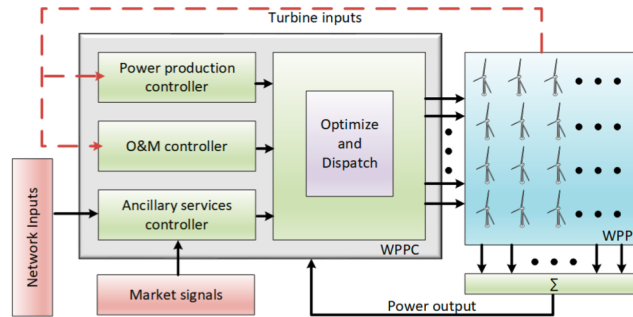 Turbine inputs
Power production
controller
O&M controller
Ancillary services
controller
Optimize
and
Dispatch
WPPC
WPP
Network Inputs
Market signals
Power output
Σ